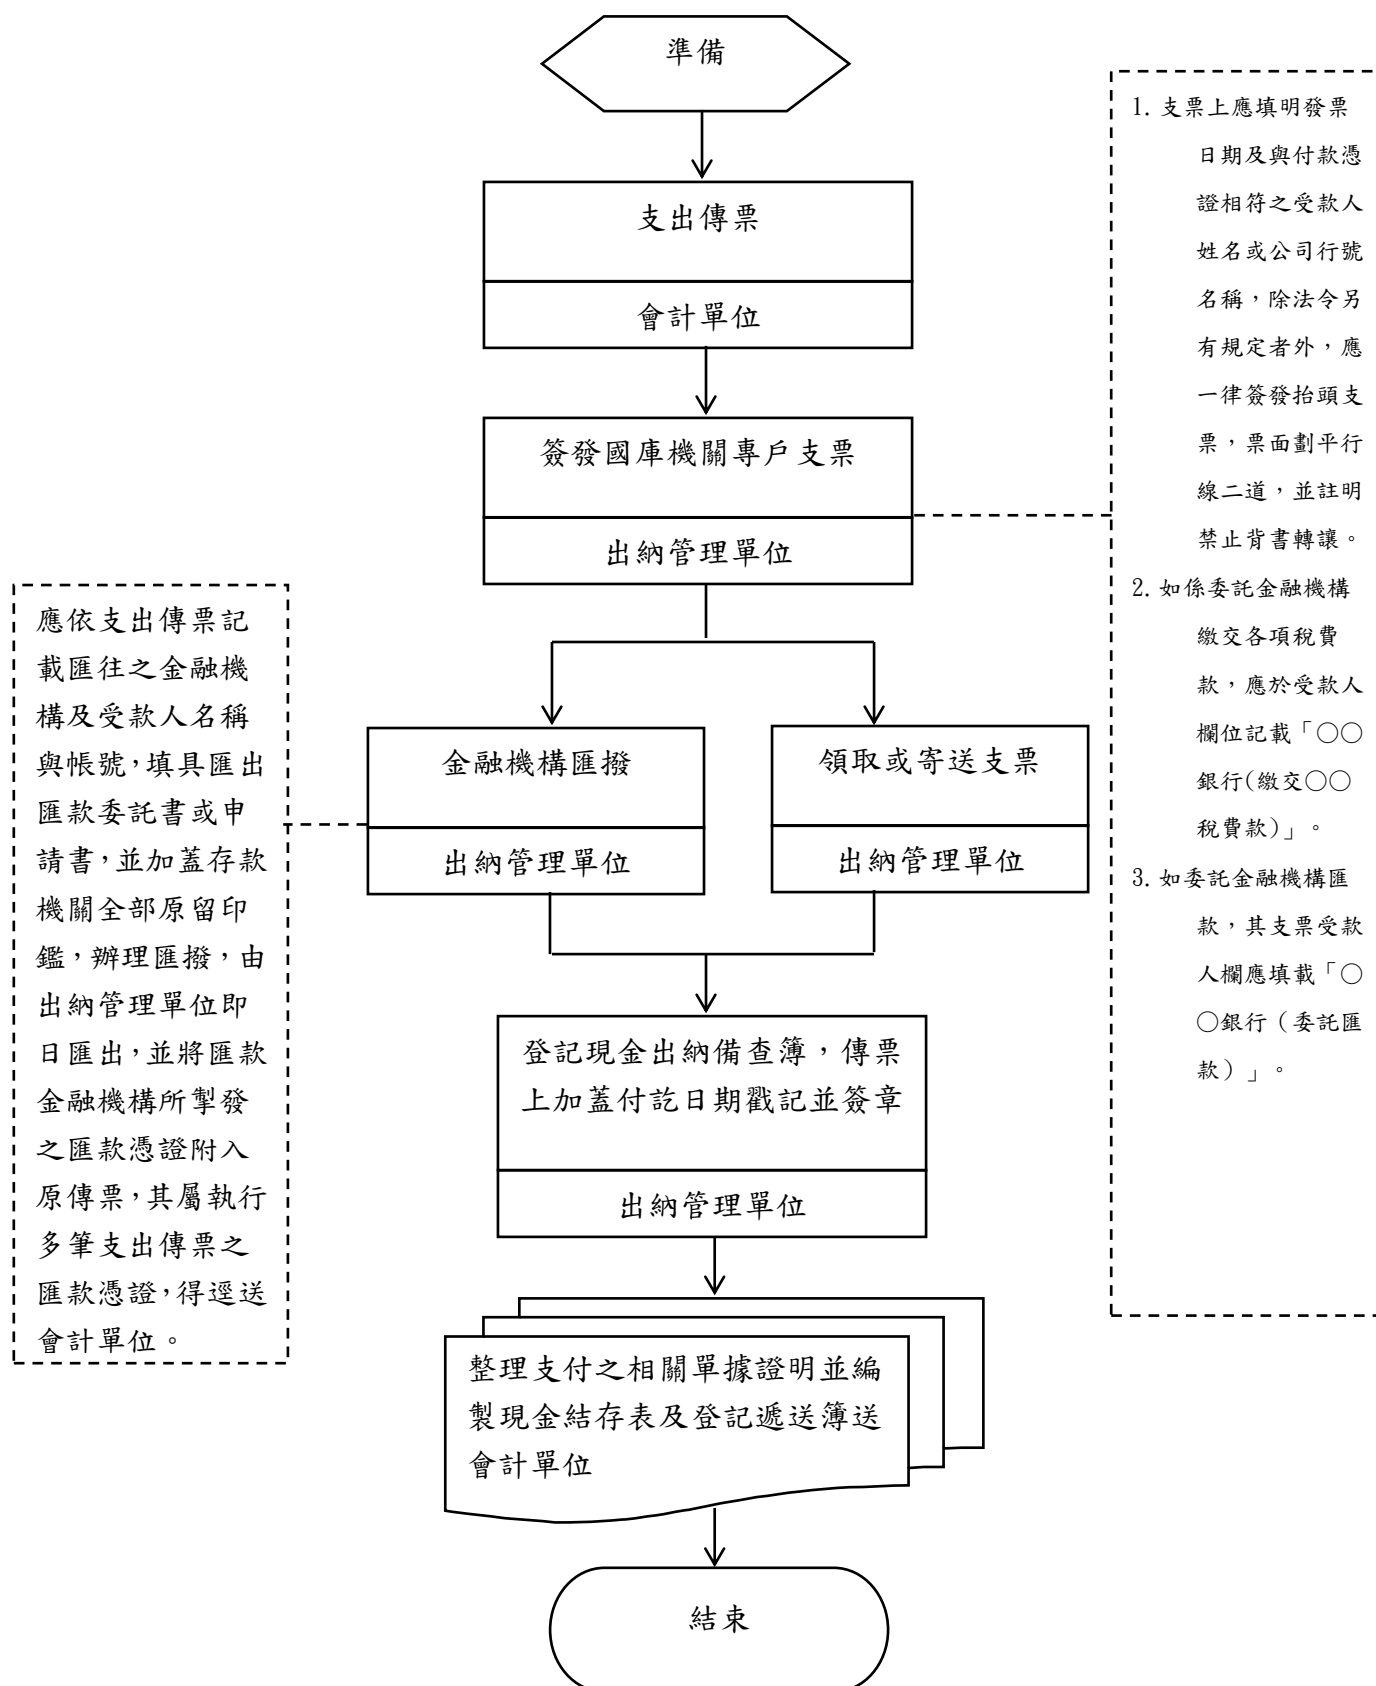 準備
支出傳票
會計單位
簽發國庫機關專戶支票
出納管理單位
1. 支票上應填明發票
日期及與付款憑
證相符之受款人
姓名或公司行號
名稱，除法令另
有規定者外，應
一律簽發抬頭支
票，票面劃平行
線二道，並註明
禁止背書轉讓。
2. 如係委託金融機構
繳交各項稅費
款，應於受款人
欄位記載「○○
銀行(繳交○○
稅費款)」。
3. 如委託金融機構匯
款，其支票受款
人欄應填載「○
○銀行（委託匯
款）」。
應依支出傳票記
載匯往之金融機
構及受款人名稱
與帳號，填具匯出
匯款委託書或申
請書，並加蓋存款
機關全部原留印
鑑，辦理匯撥，由
出納管理單位即
日匯出，並將匯款
金融機構所掣發
之匯款憑證附入
原傳票，其屬執行
多筆支出傳票之
匯款憑證，得逕送
會計單位。
金融機構匯撥
出納管理單位
領取或寄送支票
出納管理單位
登記現金出納備查簿，傳票
上加蓋付訖日期戳記並簽章
出納管理單位
整理支付之相關單據證明並編
製現金結存表及登記遞送簿送
會計單位
結束